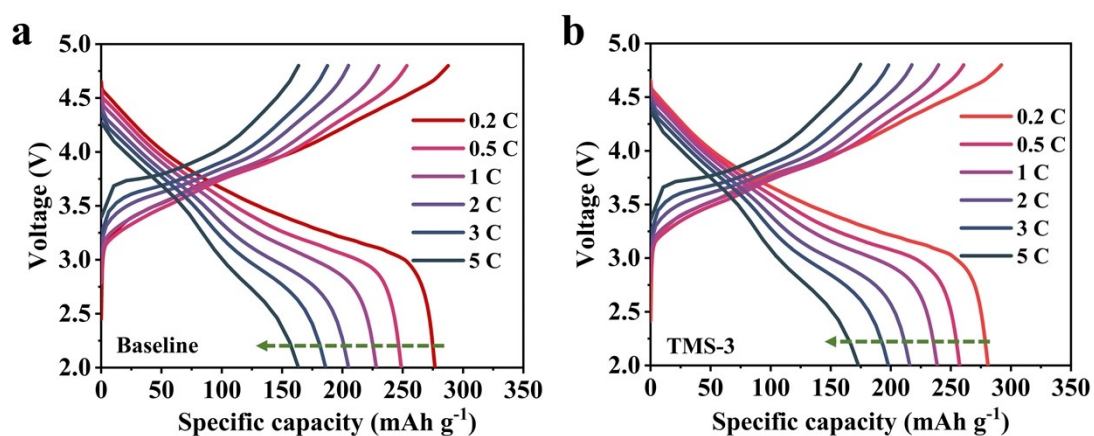 a
5.0
4.5
4.0
3.5
3.0
2.5
2.0
Voltage (V)
0.2 C
0.5 C
1 C
2 C
3 C
5 C
Baseline
0 50 100 150 200 250 300 350
Specific capacity (mAh g⁻¹)
b
5.0
4.5
4.0
3.5
3.0
2.5
2.0
Voltage (V)
0.2 C
0.5 C
1 C
2 C
3 C
5 C
TMS-3
0 50 100 150 200 250 300 350
Specific capacity (mAh g⁻¹)